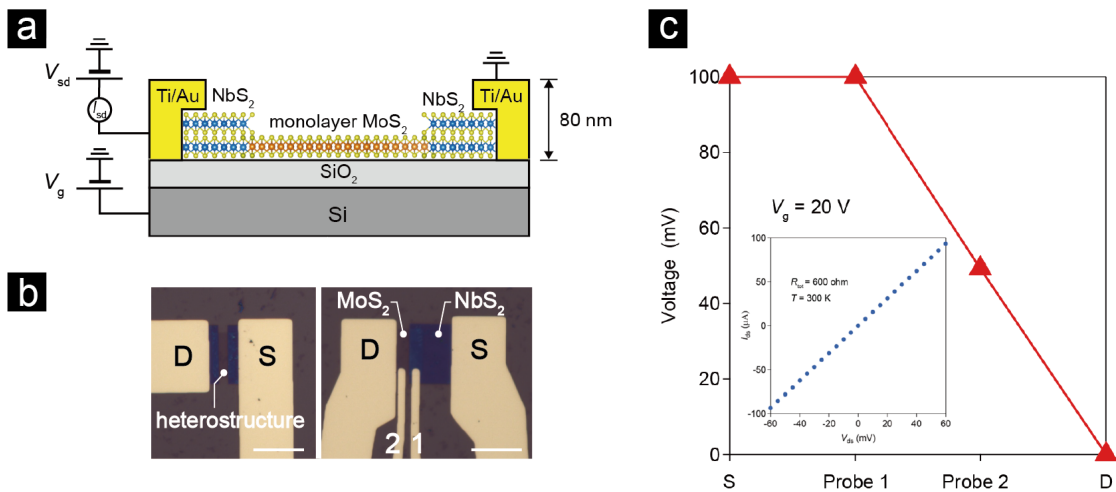 a
V_sd
I_sd
V_g
Ti/Au
NbS₂
monolayer MoS₂
NbS₂
Ti/Au
80 nm
SiO₂
Si
b
D
S
heterostructure
MoS₂
NbS₂
D
S
2
1
c
Voltage (mV)
100
80
60
40
20
0
S
Probe 1
Probe 2
D
V_g = 20 V
I_ds (μA)
100
50
0
-50
-100
R_tot = 600 ohm
T = 300 K
-60
-40
-20
0
20
40
60
V_ds (mV)